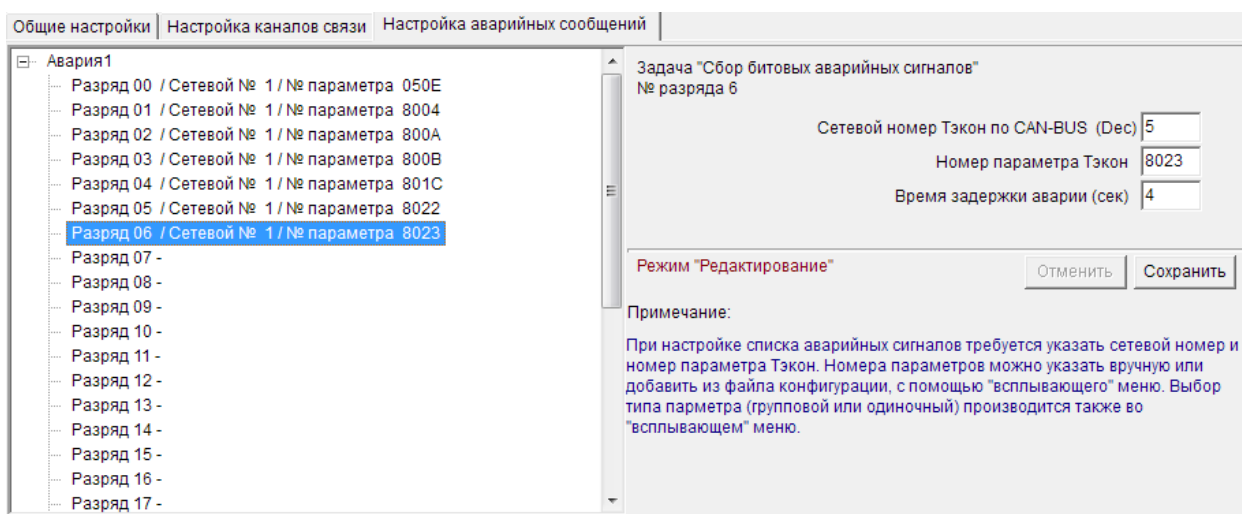 Общие настройки Настройка каналов связи Настройка аварийных сообщений
Авария1
Разряд 00 / Сетевой № 1 / № параметра 050E
Разряд 01 / Сетевой № 1 / № параметра 8004
Разряд 02 / Сетевой № 1 / № параметра 800A
Разряд 03 / Сетевой № 1 / № параметра 800B
Разряд 04 / Сетевой № 1 / № параметра 801C
Разряд 05 / Сетевой № 1 / № параметра 8022
Разряд 06 / Сетевой № 1 / № параметра 8023
Разряд 07 -
Разряд 08 -
Разряд 09 -
Разряд 10 -
Разряд 11 -
Разряд 12 -
Разряд 13 -
Разряд 14 -
Разряд 15 -
Разряд 16 -
Разряд 17 -
Задача "Сбор битовых аварийных сигналов"
№ разряда 6
Сетевой номер Тэкон по CAN-BUS (Dec) 5
Номер параметра Тэкон 8023
Время задержки аварии (сек) 4
Режим "Редактирование" Отменить Сохранить
Примечание:
При настройке списка аварийных сигналов требуется указать сетевой номер и
номер параметра Тэкон. Номера параметров можно указать вручную или
добавить из файла конфигурации, с помощью "всплывающего" меню. Выбор
типа парметра (групповой или одиночный) производится также во
"всплывающем" меню.